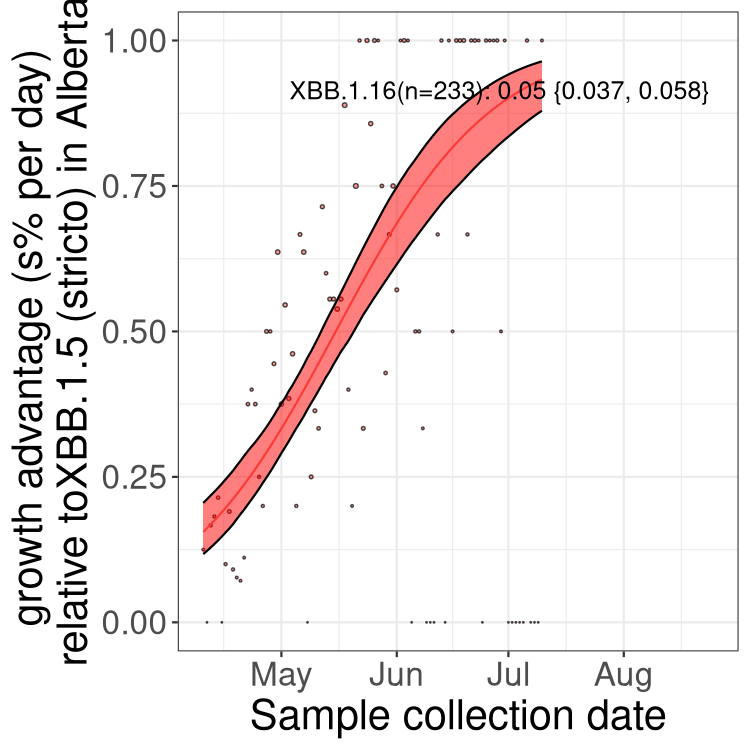 growth advantage (s% per day)
relative toXBB.1.5 (stricto) in Alberta
1.00
XBB.1.16(n=233): 0.05 {0.037, 0.058}
0.75
0.50
0.25
0.00
May Jun Jul Aug
Sample collection date